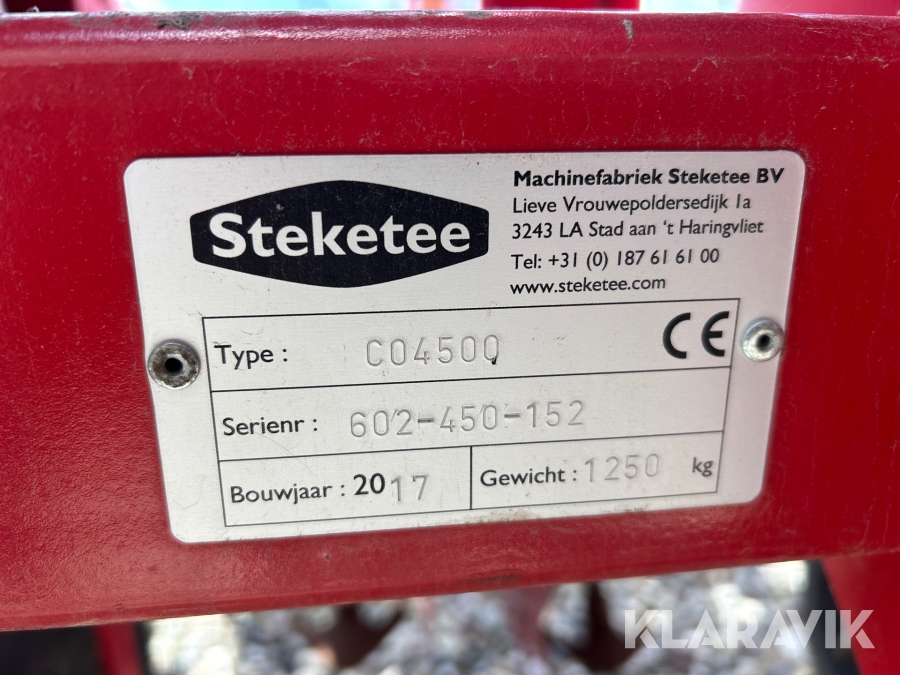 Steketee
Machinefabriek Steketee BV
Lieve Vrouwepoldersedijk 1a
3243 LA Stad aan 't Haringvliet
Tel: +31 (0) 187 61 61 00
www.steketee.com
Type : CO4500 CE
Serienr : 602-450-152
Bouwjaar : 2017 Gewicht : 1250 kg
KLARAVIK